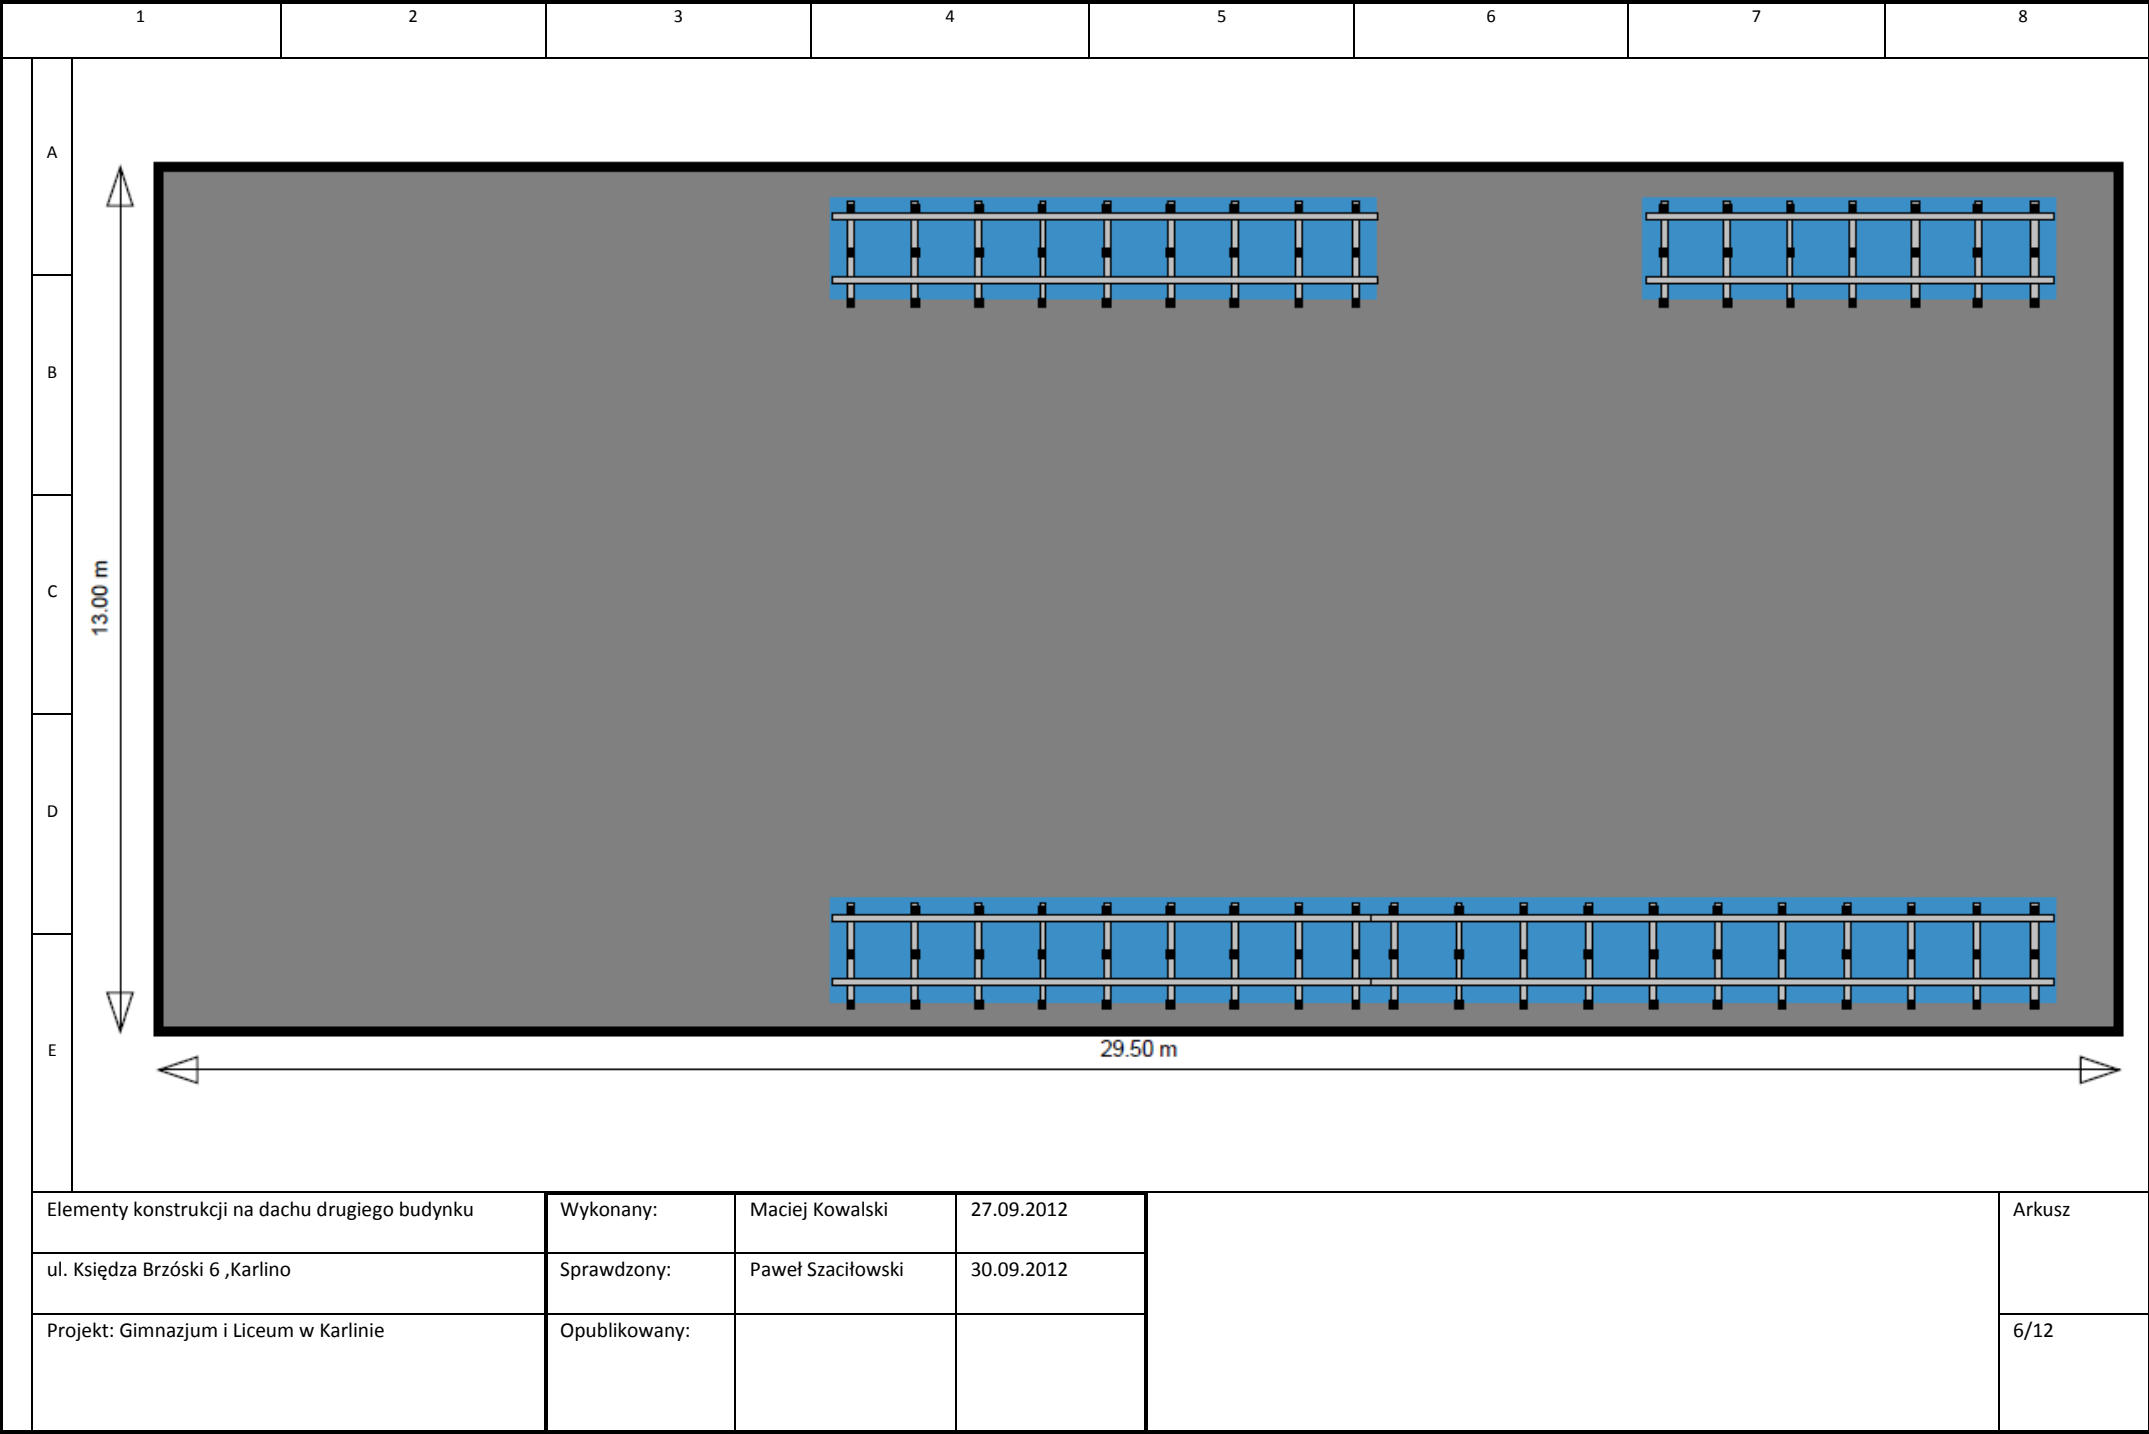 1 2 3 4 5 6 7 8
A
B
C
D
E
13.00 m
29.50 m
Elementy konstrukcji na dachu drugiego budynku Wykonany: Maciej Kowalski 27.09.2012 Arkusz
ul. Księdza Brzóski 6 ,Karlino Sprawdzony: Paweł Szaciłowski 30.09.2012
Projekt: Gimnazjum i Liceum w Karlinie Opublikowany: 6/12